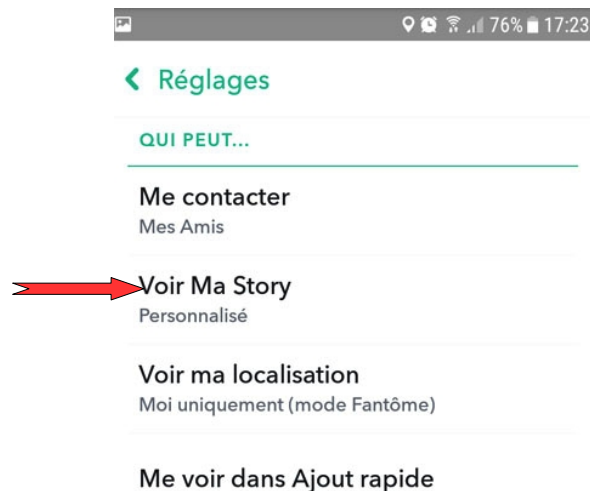 76% 17:23
Réglages
QUI PEUT...
Me contacter
Mes Amis
Voir Ma Story
Personnalisé
Voir ma localisation
Moi uniquement (mode Fantôme)
Me voir dans Ajout rapide